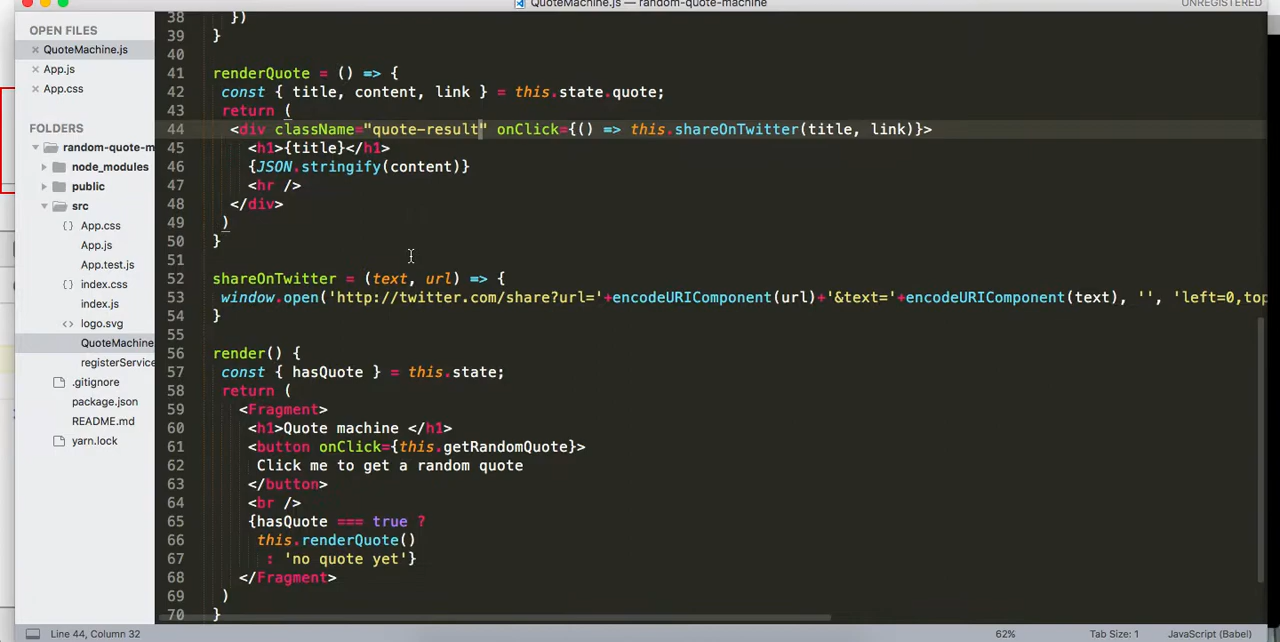 QuoteMachine.js — random-quote-machine
UNREGISTERED
OPEN FILES
× QuoteMachine.js
× App.js
× App.css
FOLDERS
random-quote-m
node_modules
public
src
{} App.css
App.js
App.test.js
{} index.css
index.js
<> logo.svg
QuoteMachine
registerService
.gitignore
package.json
README.md
yarn.lock
38 })
39 }
40
41 renderQuote = () => {
42 const { title, content, link } = this.state.quote;
43 return (
44 <div className="quote-result" onClick={() => this.shareOnTwitter(title, link)}>
45 <h1>{title}</h1>
46 {JSON.stringify(content)}
47 <hr />
48 </div>
49 )
50 }
51
52 shareOnTwitter = (text, url) => {
53 window.open('http://twitter.com/share?url='+encodeURIComponent(url)+'&text='+encodeURIComponent(text), '', 'left=0,top
54 }
55
56 render() {
57 const { hasQuote } = this.state;
58 return (
59 <Fragment>
60 <h1>Quote machine </h1>
61 <button onClick={this.getRandomQuote}>
62 Click me to get a random quote
63 </button>
64 <br />
65 {hasQuote === true ?
66 this.renderQuote()
67 : 'no quote yet'}
68 </Fragment>
69 )
70 }
Line 44, Column 32
62%
Tab Size: 1
JavaScript (Babel)